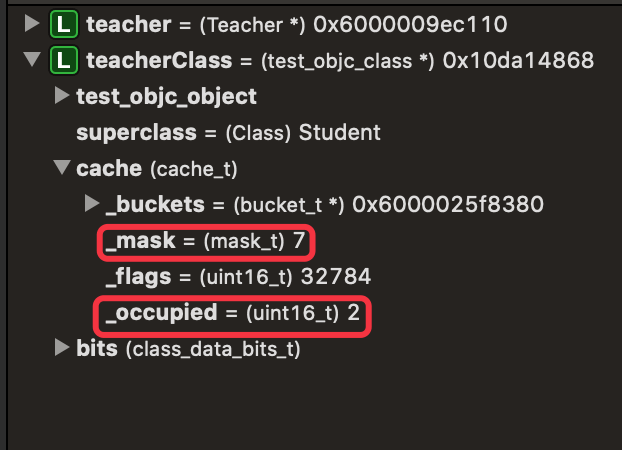 L teacher = (Teacher *) 0x6000009ec110
L teacherClass = (test_objc_class *) 0x10da14868
test_objc_object
superclass = (Class) Student
cache (cache_t)
_buckets = (bucket_t *) 0x6000025f8380
_mask = (mask_t) 7
_flags = (uint16_t) 32784
_occupied = (uint16_t) 2
bits (class_data_bits_t)